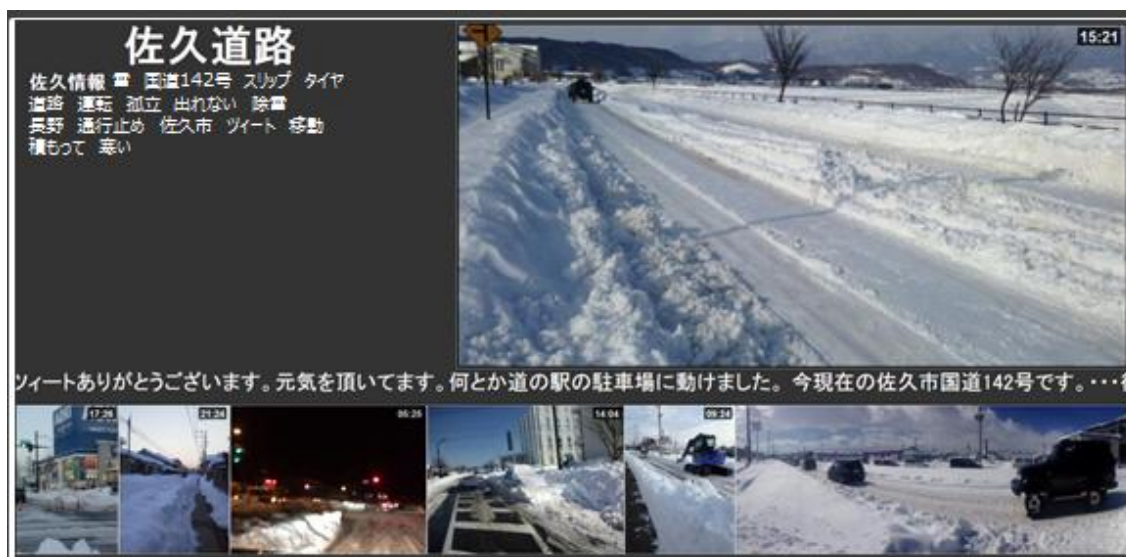 佐久道路
15:21
佐久情報 雪 国道142号 スリップ タイヤ
道路 運転 孤立 出れない 除雪
長野 通行止め 佐久市 ツィート 移動
積もって 寒い
ツィートありがとうございます。元気を頂いてます。何とか道の駅の駐車場に動けました。 今現在の佐久市国道142号です。・・・
17:26
21:24
05:25
14:04
09:24